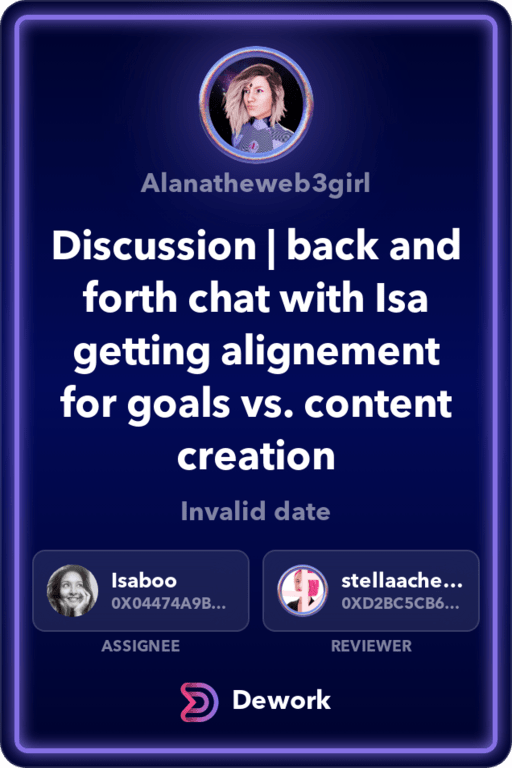 Alanatheweb3girl
Discussion | back and
forth chat with Isa
getting alignement
for goals vs. content
creation
Invalid date
Isaboo
0X04474A9B...
stellaache...
0XD2BC5CB6...
ASSIGNEE
REVIEWER
Dework